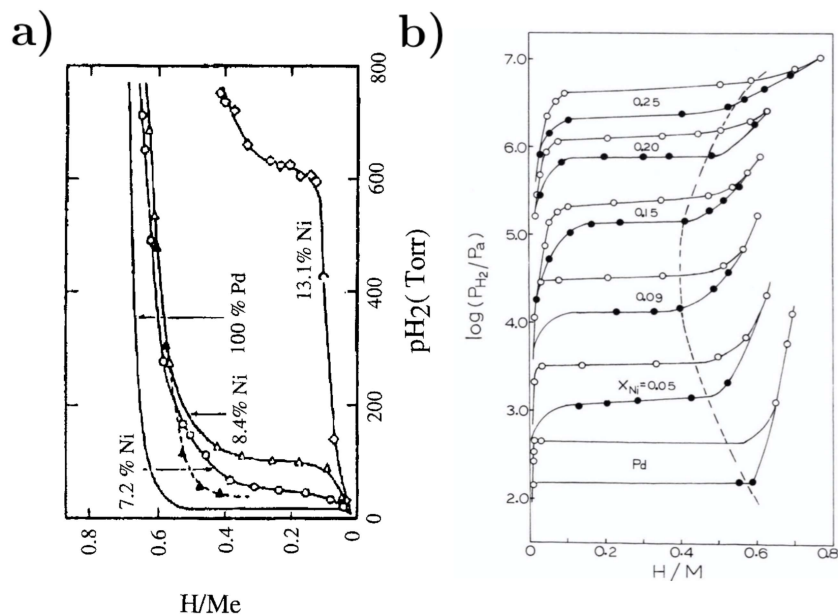 a)
800
600
400
200
0
pH₂( Torr)
0.8
0.6
0.4
0.2
0
H/Me
7.2 % Ni
100 % Pd
8.4% Ni
13.1% Ni
b)
7.0
6.0
5.0
4.0
3.0
2.0
log(P_H₂/Pa)
0.25
0.20
0.15
0.09
X_Ni=0.05
Pd
0
0.2
0.4
0.6
0.8
H/M